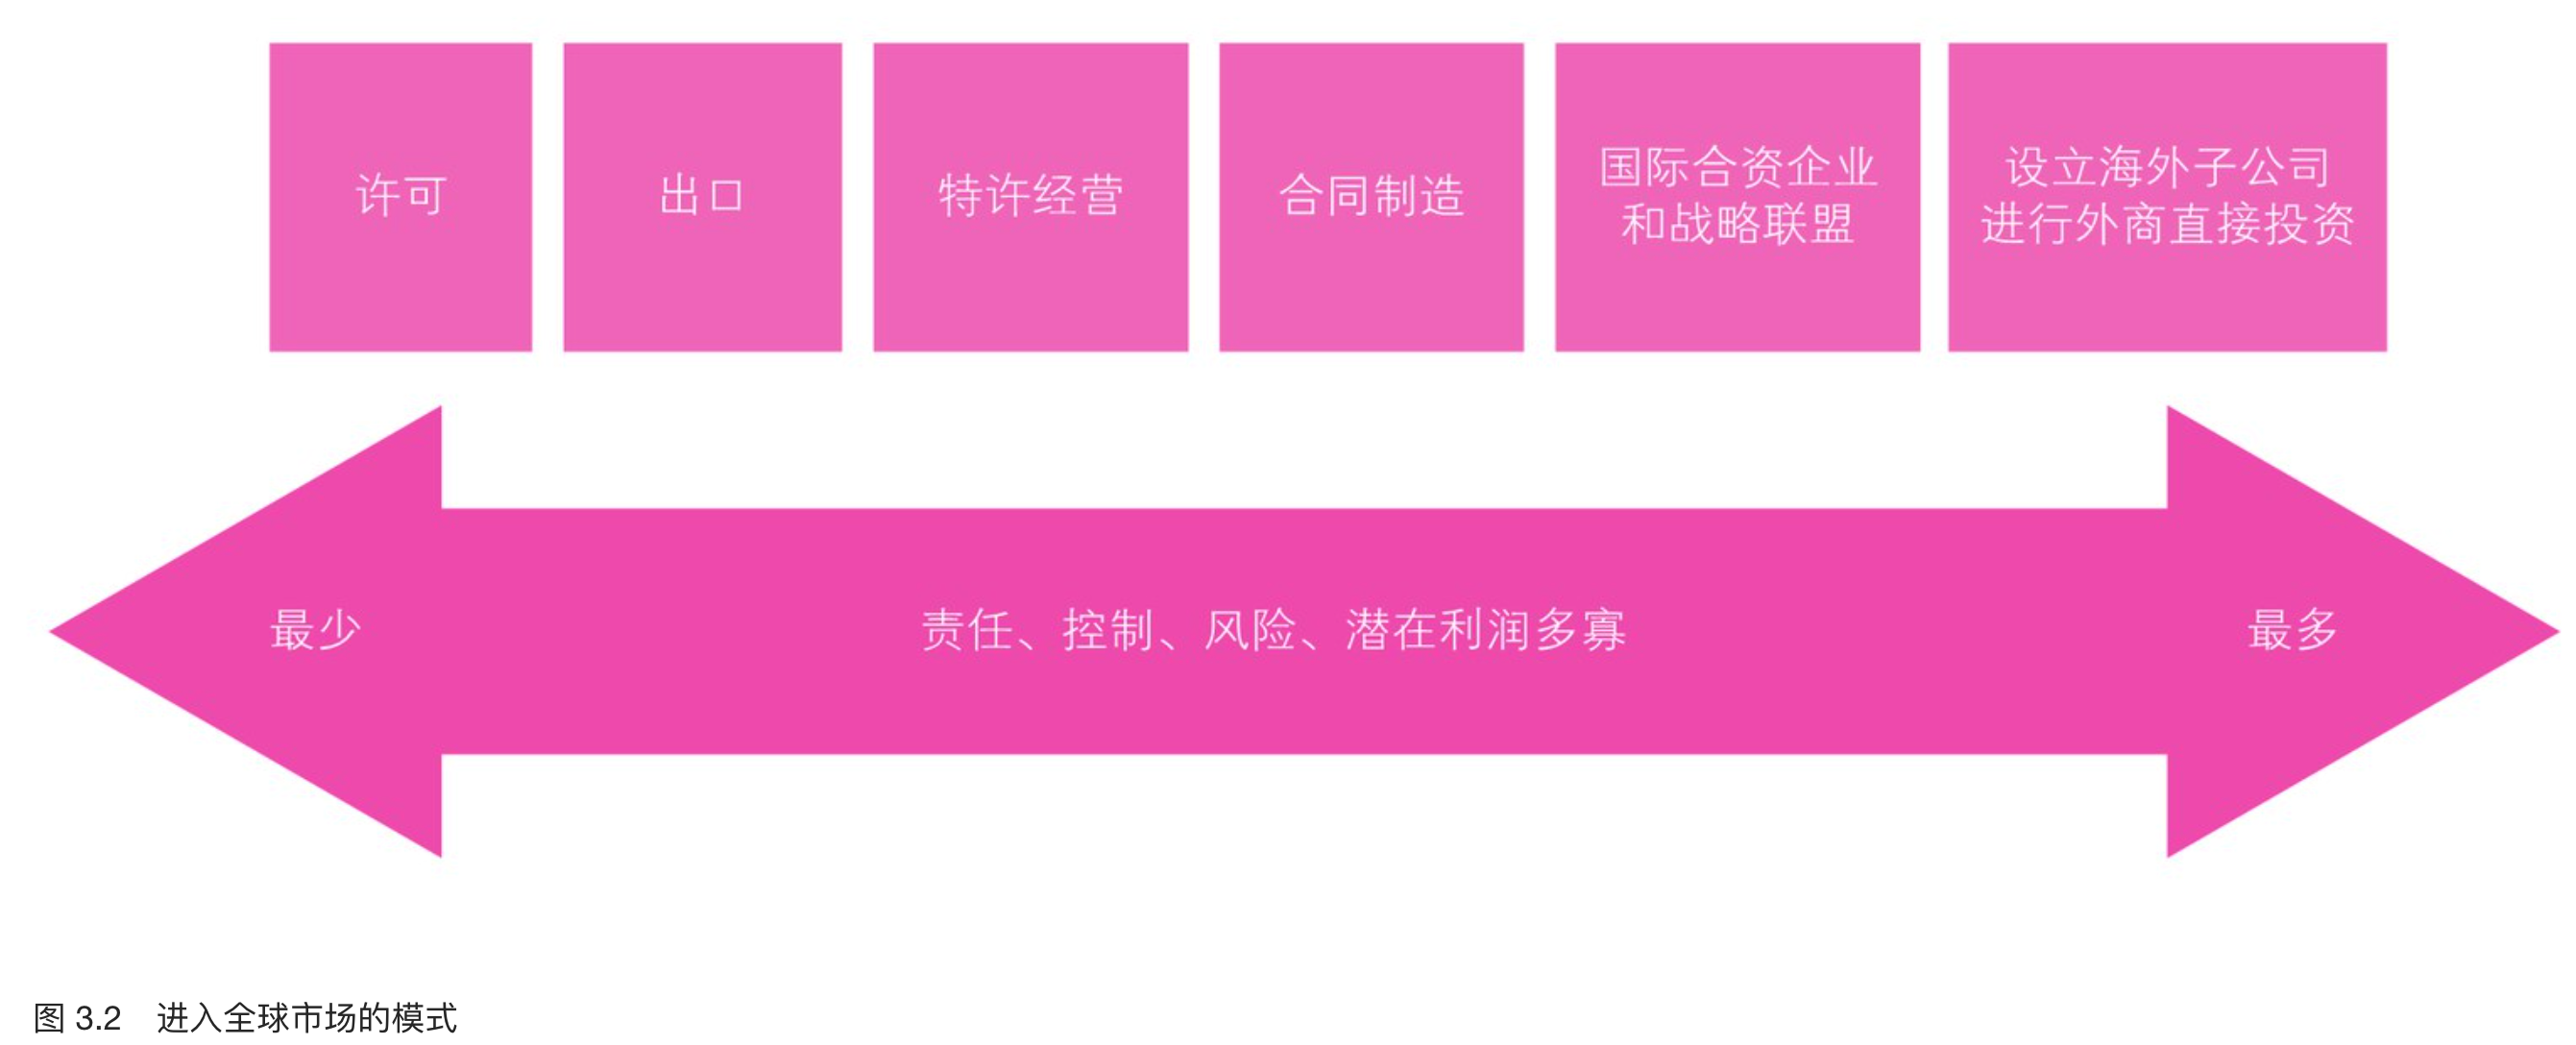 许可
出口
特许经营
合同制造
国际合资企业
和战略联盟
设立海外子公司
进行外商直接投资
最少
责任、控制、风险、潜在利润多寡
最多
图 3.2　进入全球市场的模式